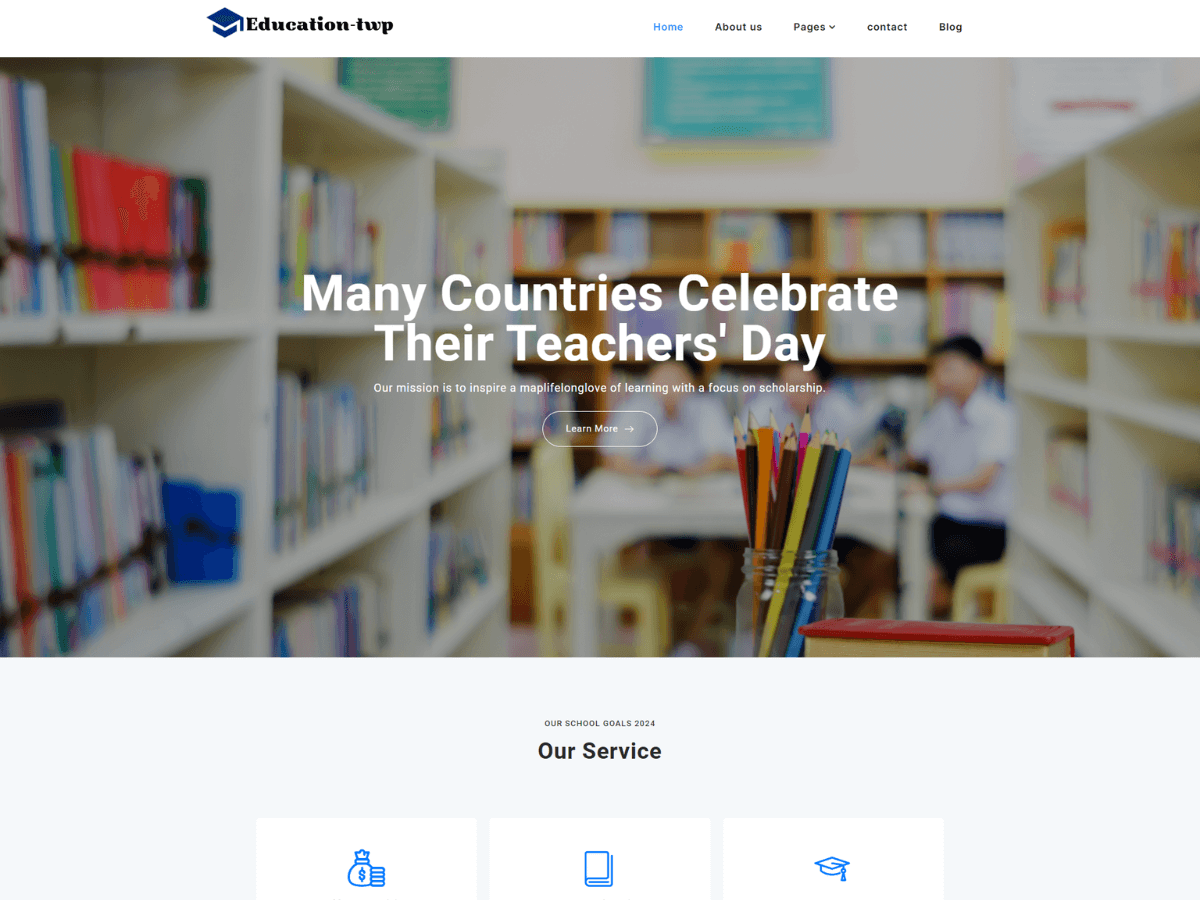 Education-twp
Home About us Pages contact Blog
Many Countries Celebrate
Their Teachers' Day
Our mission is to inspire a maplifelonglove of learning with a focus on scholarship.
Learn More →
OUR SCHOOL GOALS 2024
Our Service
$